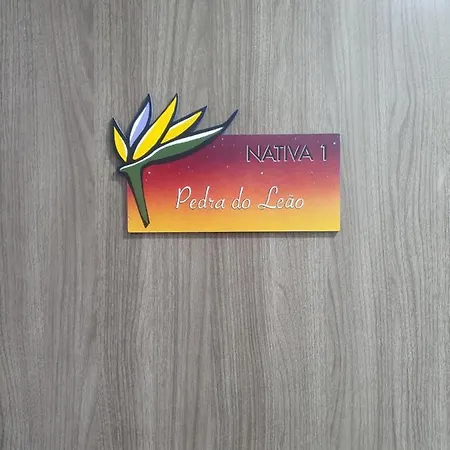 NATIVA 1
Pedra do Leão